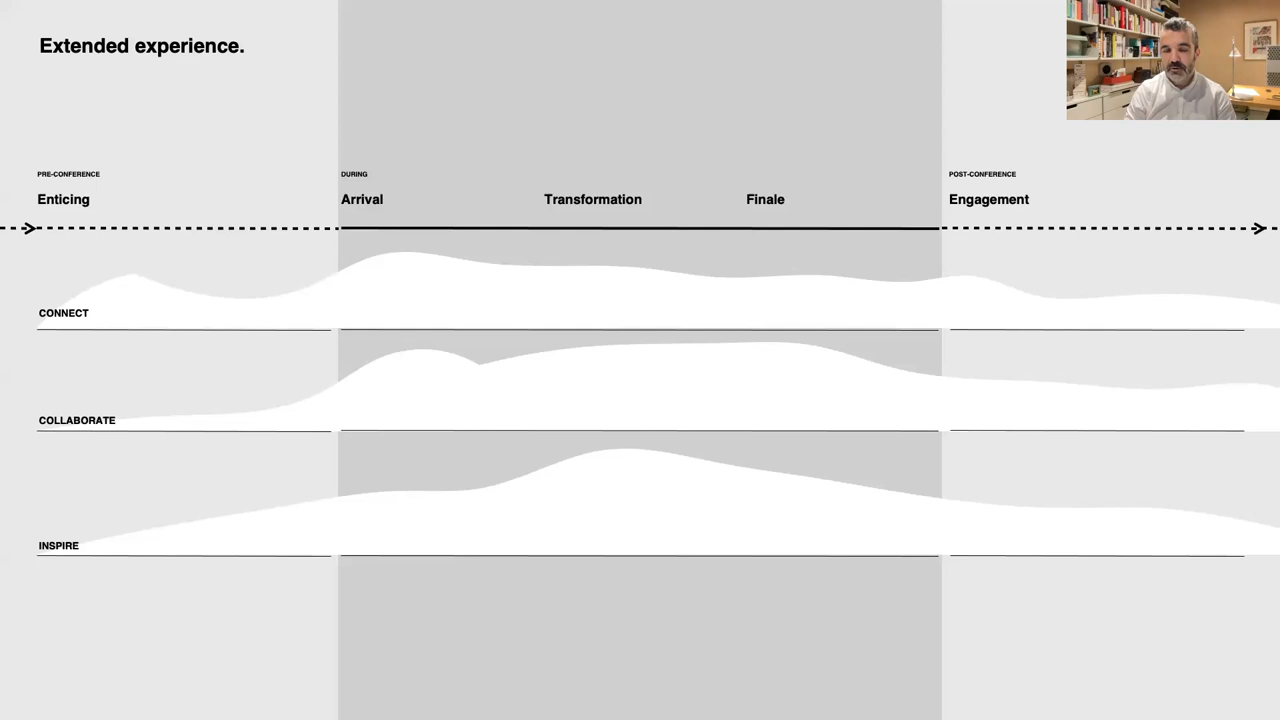 Extended experience.
PRE-CONFERENCE
DURING
POST-CONFERENCE
Enticing
Arrival
Transformation
Finale
Engagement
CONNECT
COLLABORATE
INSPIRE